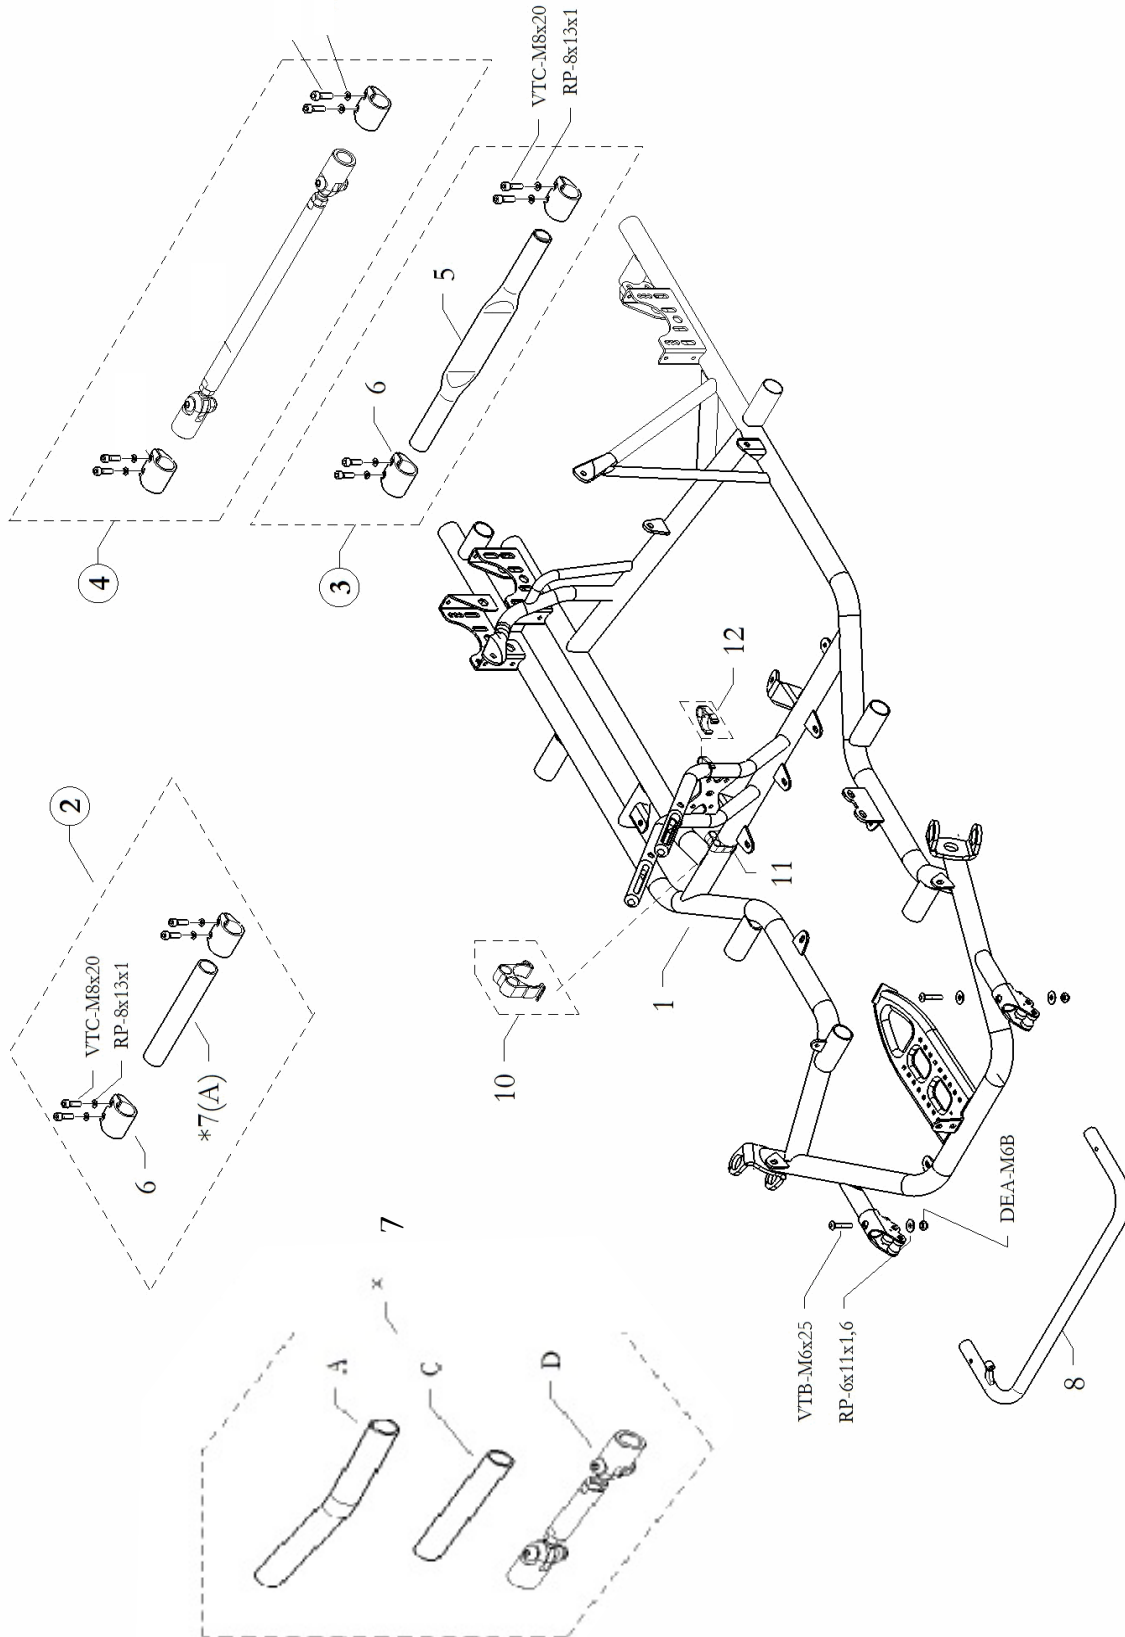 VTC-M8x20
RP-8x13x1
5
6
4
3
12
2
VTC-M8x20
RP-8x13x1
*7(A)
6
10
11
1
7
*
A
C
D
DEA-M6B
VTB-M6x25
RP-6x11x1,6
8